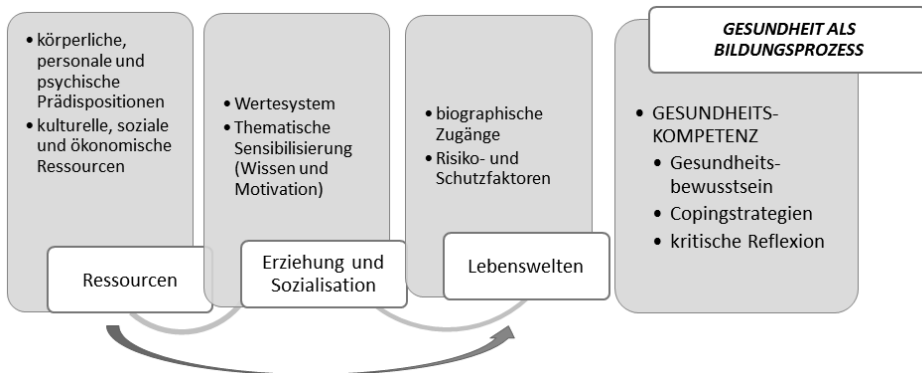 • körperliche,
personale und
psychische
Prädispositionen
• kulturelle, soziale
und ökonomische
Ressourcen
Ressourcen
• Wertesystem
• Thematische
Sensibilisierung
(Wissen und
Motivation)
Erziehung und
Sozialisation
• biographische
Zugänge
• Risiko- und
Schutzfaktoren
Lebenswelten
GESUNDHEIT ALS
BILDUNGSPROZESS
• GESUNDHEITS-
KOMPETENZ
• Gesundheits-
bewusstsein
• Copingstrategien
• kritische Reflexion